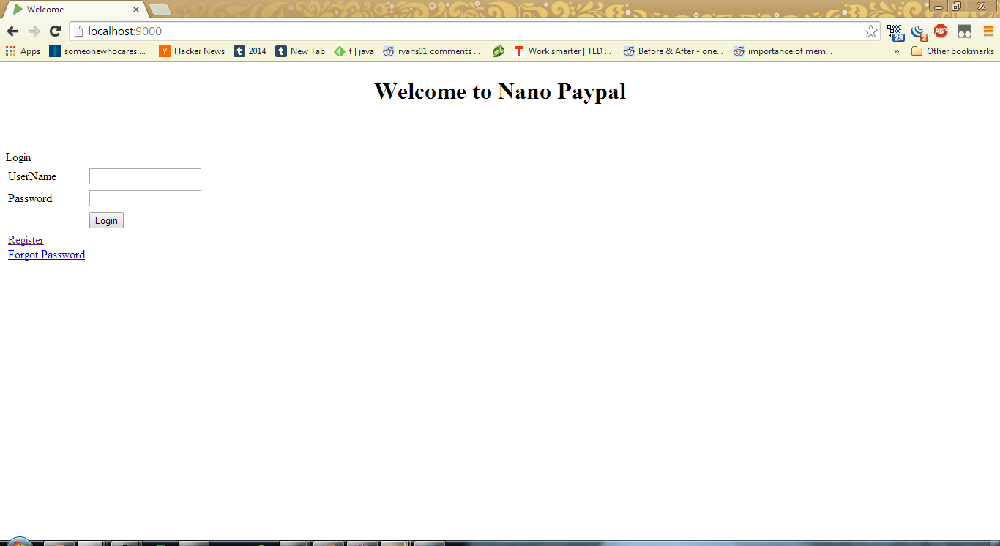 Welcome
localhost:9000
29
2
ABP
Apps
someonewhocares....
Y
Hacker News
t
2014
t
New Tab
f | java
ryans01 comments ...
T
Work smarter | TED ...
Before & After - one...
importance of mem...
»
Other bookmarks
Welcome to Nano Paypal
Login
UserName
Password
Login
Register
Forgot Password